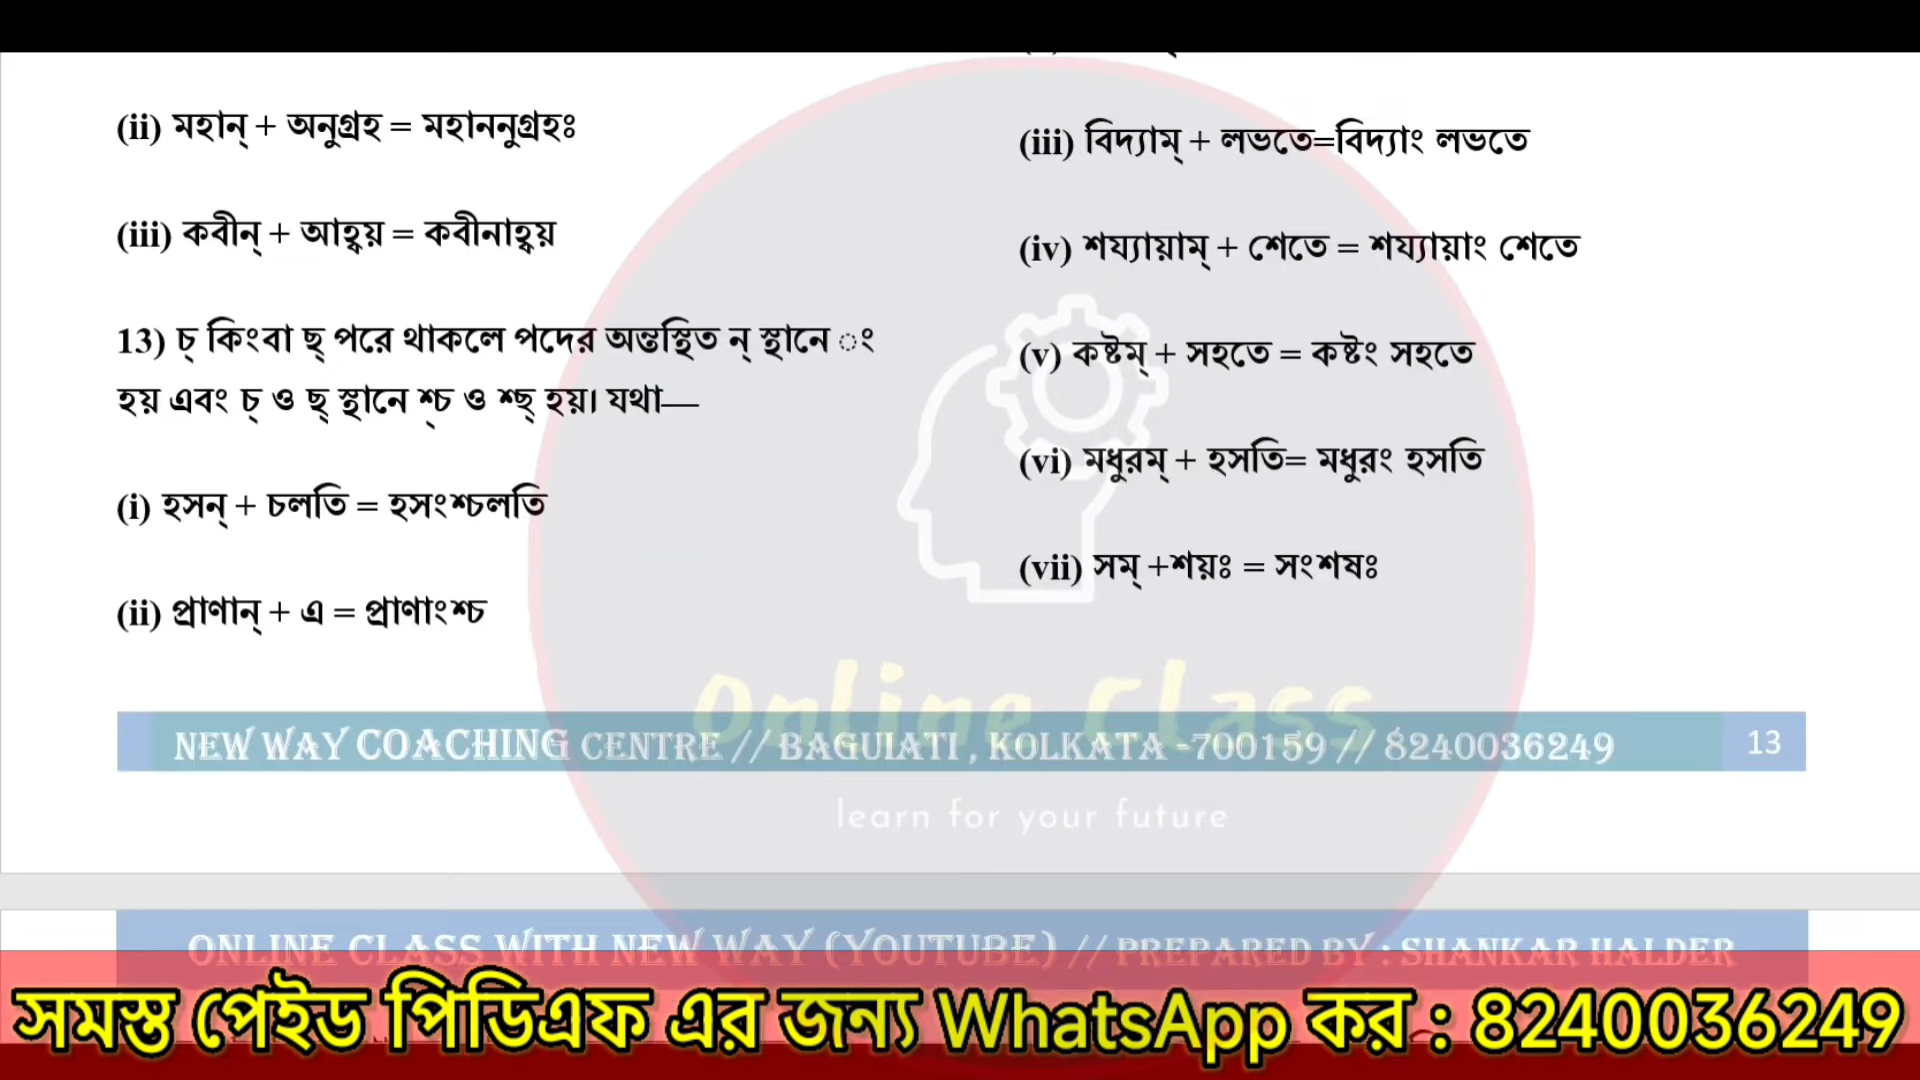 (ii) মহান্ + অনুগ্রহ = মহাননুগ্রহঃ
(iii) কবীন্ + আহ্বয় = কবীনাহ্বয়
13) চ্ কিংবা ছ্ পরে থাকলে পদের অন্তস্থিত ন্ স্থানে ং
হয় এবং চ্ ও ছ্ স্থানে শ্চ ও শ্ছ্ হয়। যথা—
(i) হসন্ + চলতি = হসংশ্চলতি
(ii) প্রাণান্ + এ = প্রাণাংশ্চ
(iii) বিদ্যাম্ + লভতে=বিদ্যাং লভতে
(iv) শয্যায়াম্ + শেতে = শয্যায়াং শেতে
(v) কষ্টম্ + সহতে = কষ্টং সহতে
(vi) মধুরম্ + হসতি= মধুরং হসতি
(vii) সম্ +শয়ঃ = সংশষঃ
Online Class
NEW WAY COACHING CENTRE // BAGUIATI , KOLKATA -700159 // 8240036249 13
learn for your future
ONLINE CLASS WITH NEW WAY (YOUTUBE) // PREPARED BY : SHANKAR HALDER
সমস্ত পেইড পিডিএফ এর জন্য WhatsApp কর : 8240036249